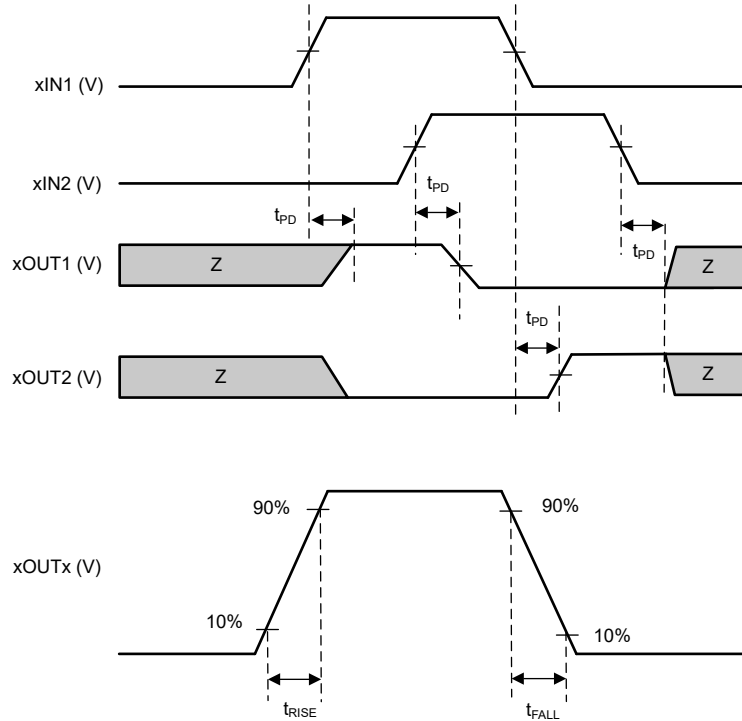 xIN1 (V)
xIN2 (V)
tPD
tPD
tPD
xOUT1 (V)
Z
Z
tPD
xOUT2 (V)
Z
Z
90%
90%
xOUTx (V)
10%
10%
tRISE
tFALL